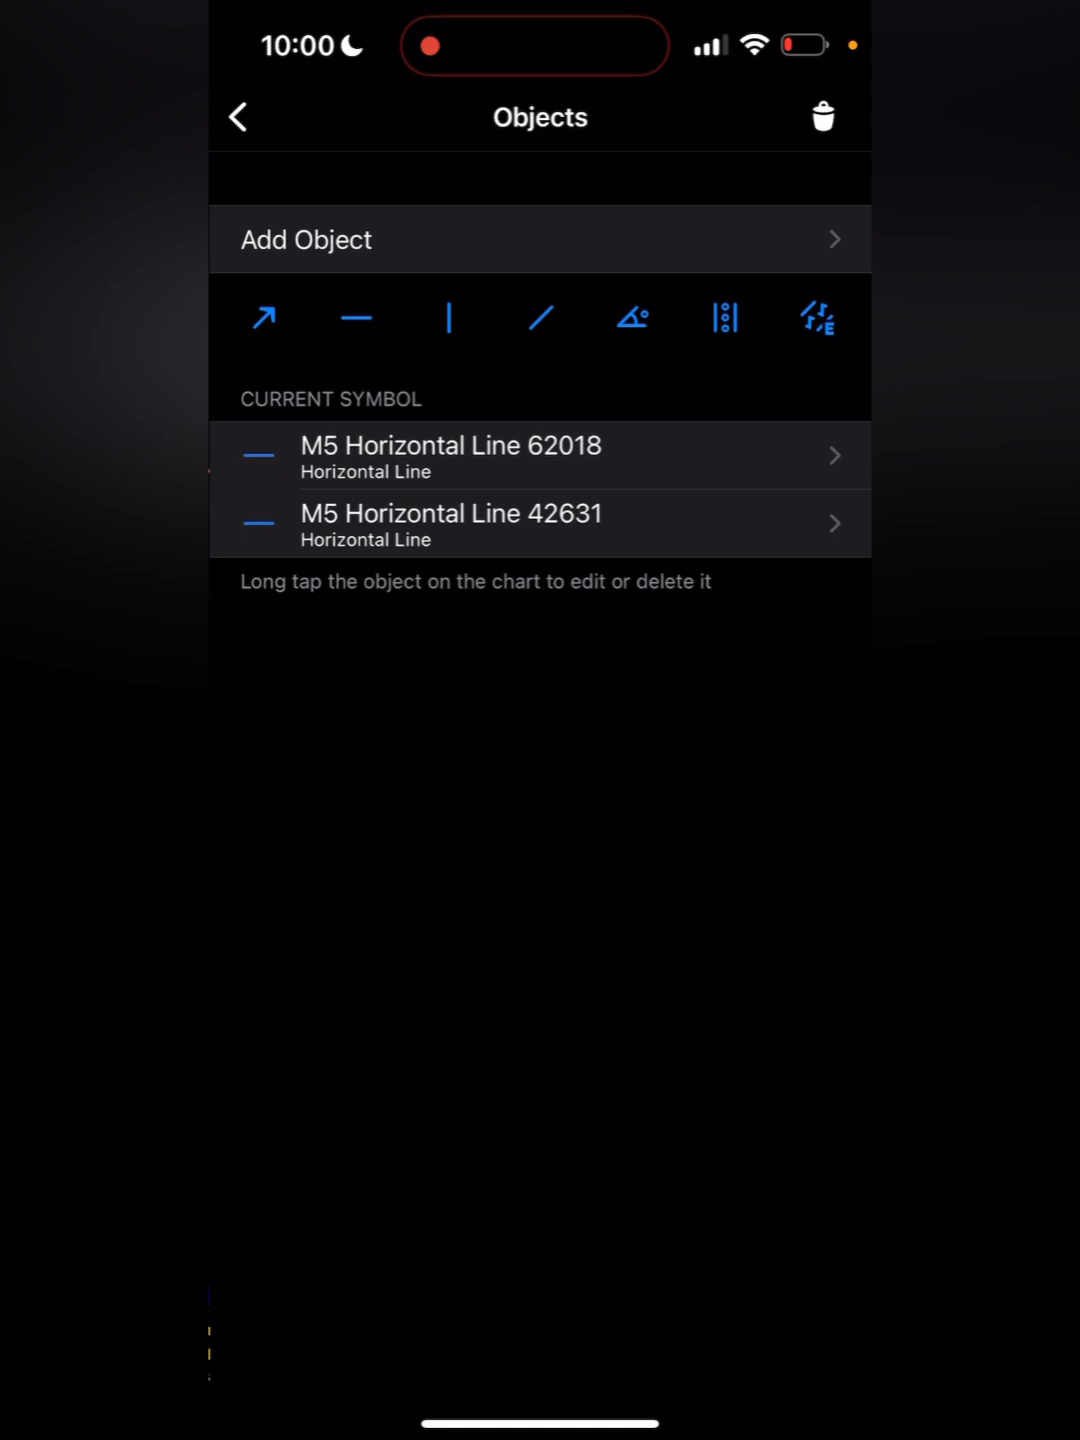 10:00
Objects
Add Object
CURRENT SYMBOL
M5 Horizontal Line 62018
Horizontal Line
M5 Horizontal Line 42631
Horizontal Line
Long tap the object on the chart to edit or delete it